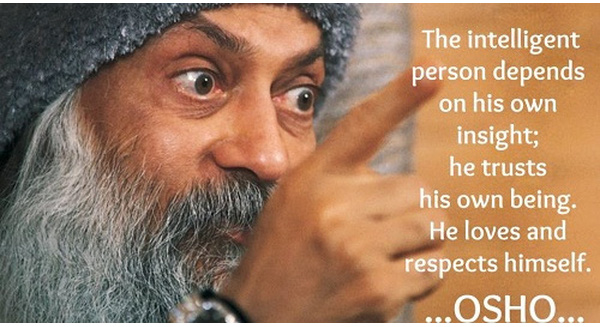 The intelligent
person depends
on his own
insight;
he trusts
his own being.
He loves and
respects himself.
...OSHO...